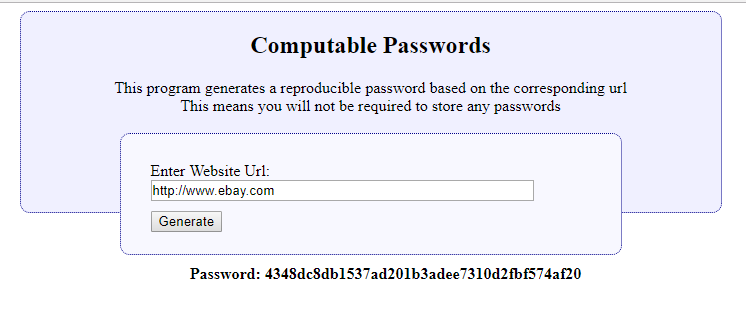 Computable Passwords
This program generates a reproducible password based on the corresponding url
This means you will not be required to store any passwords
Enter Website Url:
http://www.ebay.com
Generate
Password: 4348dc8db1537ad201b3adee7310d2fbf574af20